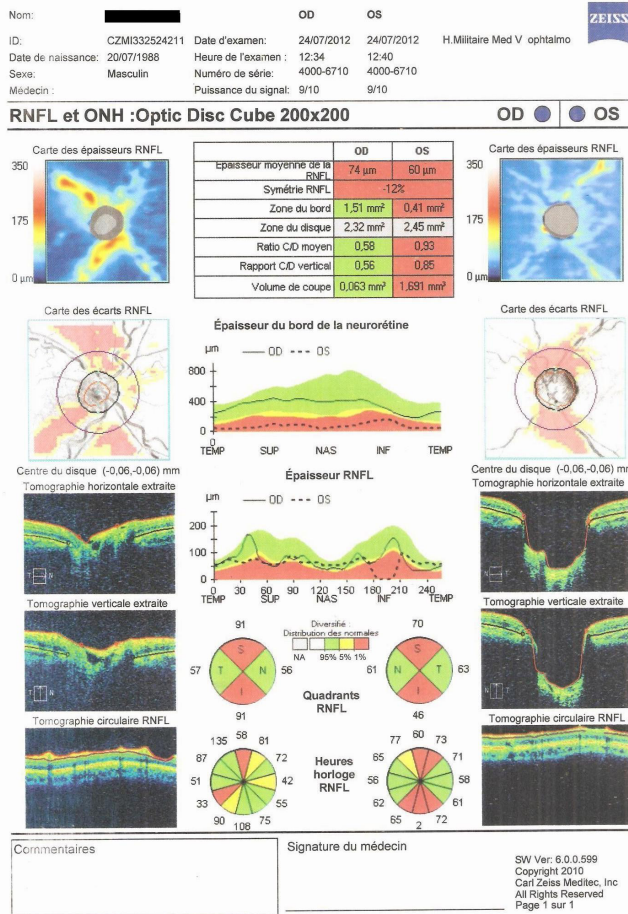 Nom:
OD OS
ZEISS
ID: CZMI332524211 Date d'examen: 24/07/2012 24/07/2012 H.Militaire Med V ophtalmo
Date de naissance: 20/07/1988 Heure de l'examen : 12:34 12:40
Sexe: Masculin Numéro de série: 4000-6710 4000-6710
Médecin : Puissance du signal: 9/10 9/10
RNFL et ONH :Optic Disc Cube 200x200 OD OS
Carte des épaisseurs RNFL
350
175
0 µm
OD OS
Epaisseur moyenne de la RNFL 74 µm 60 µm
Symétrie RNFL -12%
Zone du bord 1,51 mm² 0,41 mm²
Zone du disque 2,32 mm² 2,45 mm²
Ratio C/D moyen 0,58 0,93
Rapport C/D vertical 0,56 0,85
Volume de coupe 0,063 mm³ 1,691 mm³
Carte des épaisseurs RNFL
350
175
0 µm
Carte des écarts RNFL
Centre du disque (-0,06,-0,06) mm
Épaisseur du bord de la neurorétine
µm OD OS
800
400
0
TEMP SUP NAS INF TEMP
Carte des écarts RNFL
Centre du disque (-0,06,-0,06) mm
Tomographie horizontale extraite
T N
Épaisseur RNFL
µm OD OS
200
100
0
0 30 60 90 120 150 180 210 240
TEMP SUP NAS INF TEMP
Tomographie horizontale extraite
N T
Tomographie verticale extraite
T N
91
57 S T N I 56
91
Diversifié :
Distribution des normales
NA 95% 5% 1%
Quadrants
RNFL
70
61 S N T I 63
46
Tomographie verticale extraite
N T
Tomographie circulaire RNFL
58
135 81
87 72
51 42
33 55
90 75
108
Heures
horloge
RNFL
60
77 73
65 71
56 58
62 61
65 72
2
Tomographie circulaire RNFL
Commentaires
Signature du médecin
SW Ver: 6.0.0.599
Copyright 2010
Carl Zeiss Meditec, Inc
All Rights Reserved
Page 1 sur 1